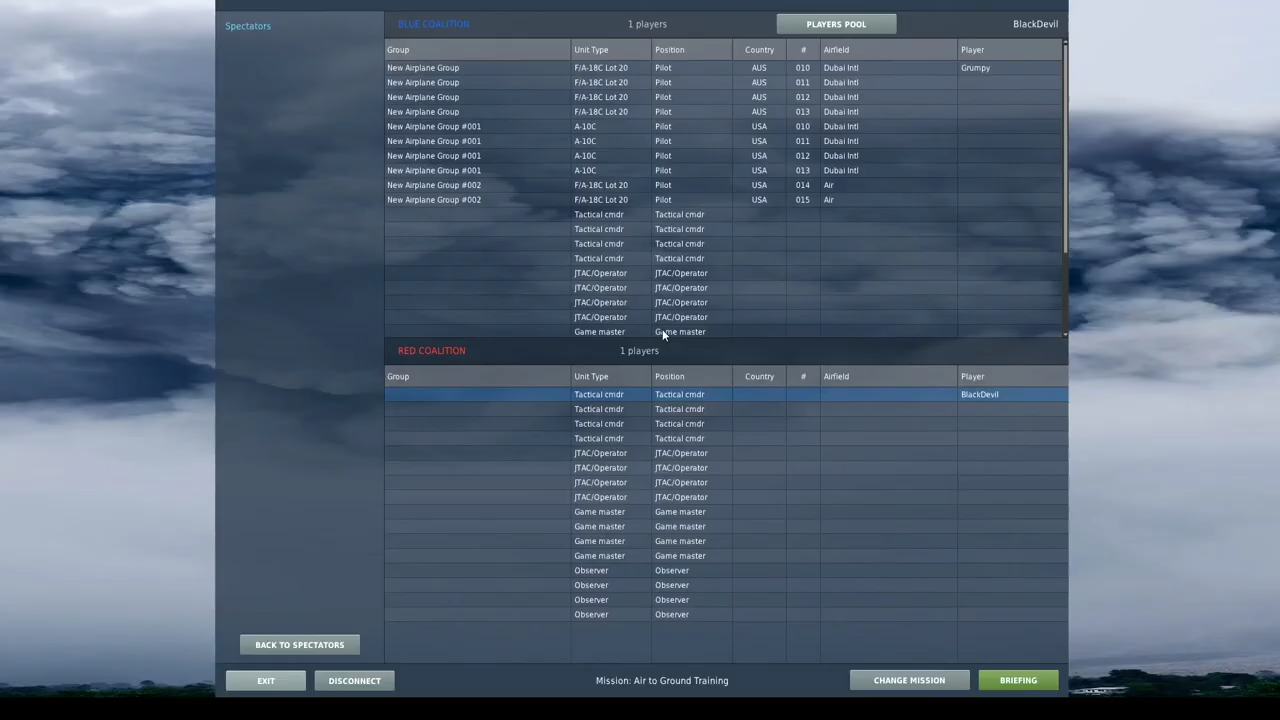 Spectators
BLUE COALITION 1 players PLAYERS POOL BlackDevil
Group Unit Type Position Country # Airfield Player
New Airplane Group F/A-18C Lot 20 Pilot AUS 010 Dubai Intl Grumpy
New Airplane Group F/A-18C Lot 20 Pilot AUS 011 Dubai Intl
New Airplane Group F/A-18C Lot 20 Pilot AUS 012 Dubai Intl
New Airplane Group F/A-18C Lot 20 Pilot AUS 013 Dubai Intl
New Airplane Group #001 A-10C Pilot USA 010 Dubai Intl
New Airplane Group #001 A-10C Pilot USA 011 Dubai Intl
New Airplane Group #001 A-10C Pilot USA 012 Dubai Intl
New Airplane Group #001 A-10C Pilot USA 013 Dubai Intl
New Airplane Group #002 F/A-18C Lot 20 Pilot USA 014 Air
New Airplane Group #002 F/A-18C Lot 20 Pilot USA 015 Air
Tactical cmdr Tactical cmdr
Tactical cmdr Tactical cmdr
Tactical cmdr Tactical cmdr
Tactical cmdr Tactical cmdr
JTAC/Operator JTAC/Operator
JTAC/Operator JTAC/Operator
JTAC/Operator JTAC/Operator
JTAC/Operator JTAC/Operator
Game master Game master
RED COALITION 1 players
Group Unit Type Position Country # Airfield Player
Tactical cmdr Tactical cmdr BlackDevil
Tactical cmdr Tactical cmdr
Tactical cmdr Tactical cmdr
Tactical cmdr Tactical cmdr
JTAC/Operator JTAC/Operator
JTAC/Operator JTAC/Operator
JTAC/Operator JTAC/Operator
JTAC/Operator JTAC/Operator
Game master Game master
Game master Game master
Game master Game master
Game master Game master
Observer Observer
Observer Observer
Observer Observer
Observer Observer
BACK TO SPECTATORS
EXIT DISCONNECT Mission: Air to Ground Training CHANGE MISSION BRIEFING